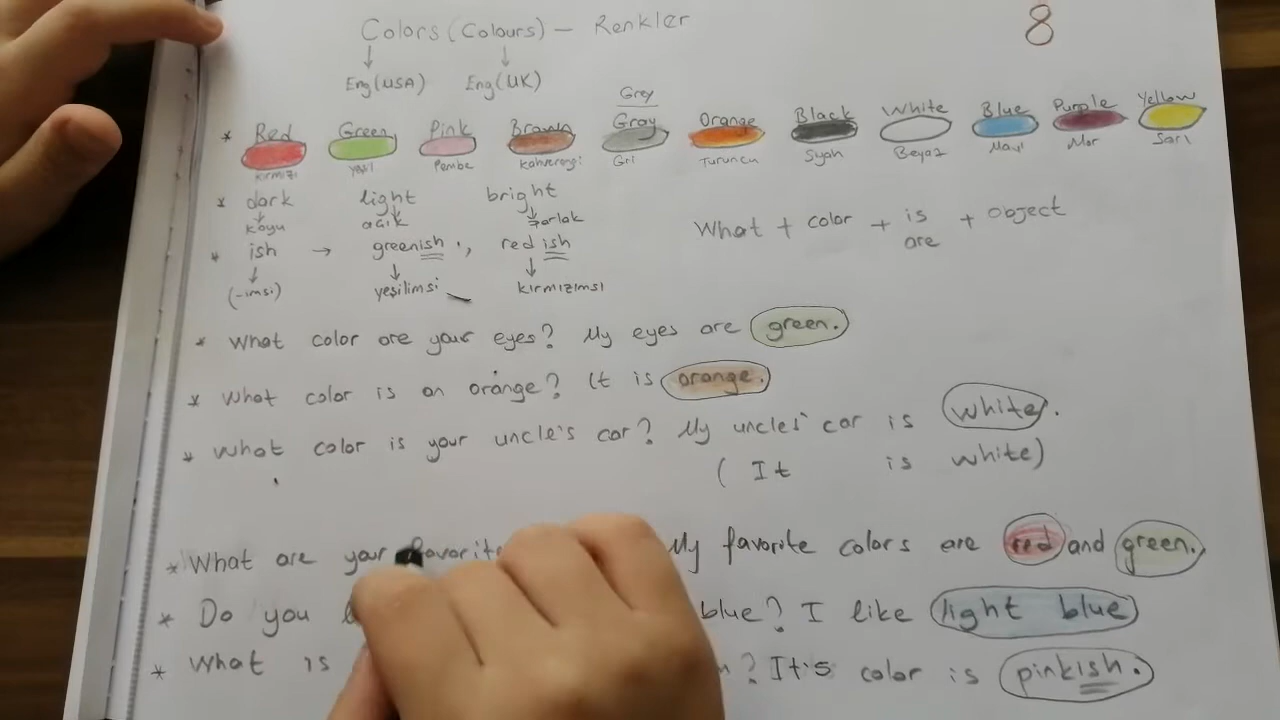 Colors (Colours) — Renkler
8
Eng (USA) Eng (UK)
Grey
* Red Green Pink Brown Gray Orange Black White Blue Purple Yellow
kırmızı yeşil Pembe kahverengi Gri Turuncu Siyah Beyaz Mavi Mor Sarı
* dark light bright
koyu açık parlak
What + color + is + object
are
* ish → greenish, redish
(-imsi) yeşilimsi kırmızımsı
* What color are your eyes? My eyes are green.
* What color is an orange? It is orange.
* What color is your uncle's car? My uncles' car is white.
( It is white)
* What are your favorite My favorite colors are red and green.
* Do you blue? I like light blue
* What is ? It's color is pinkish.